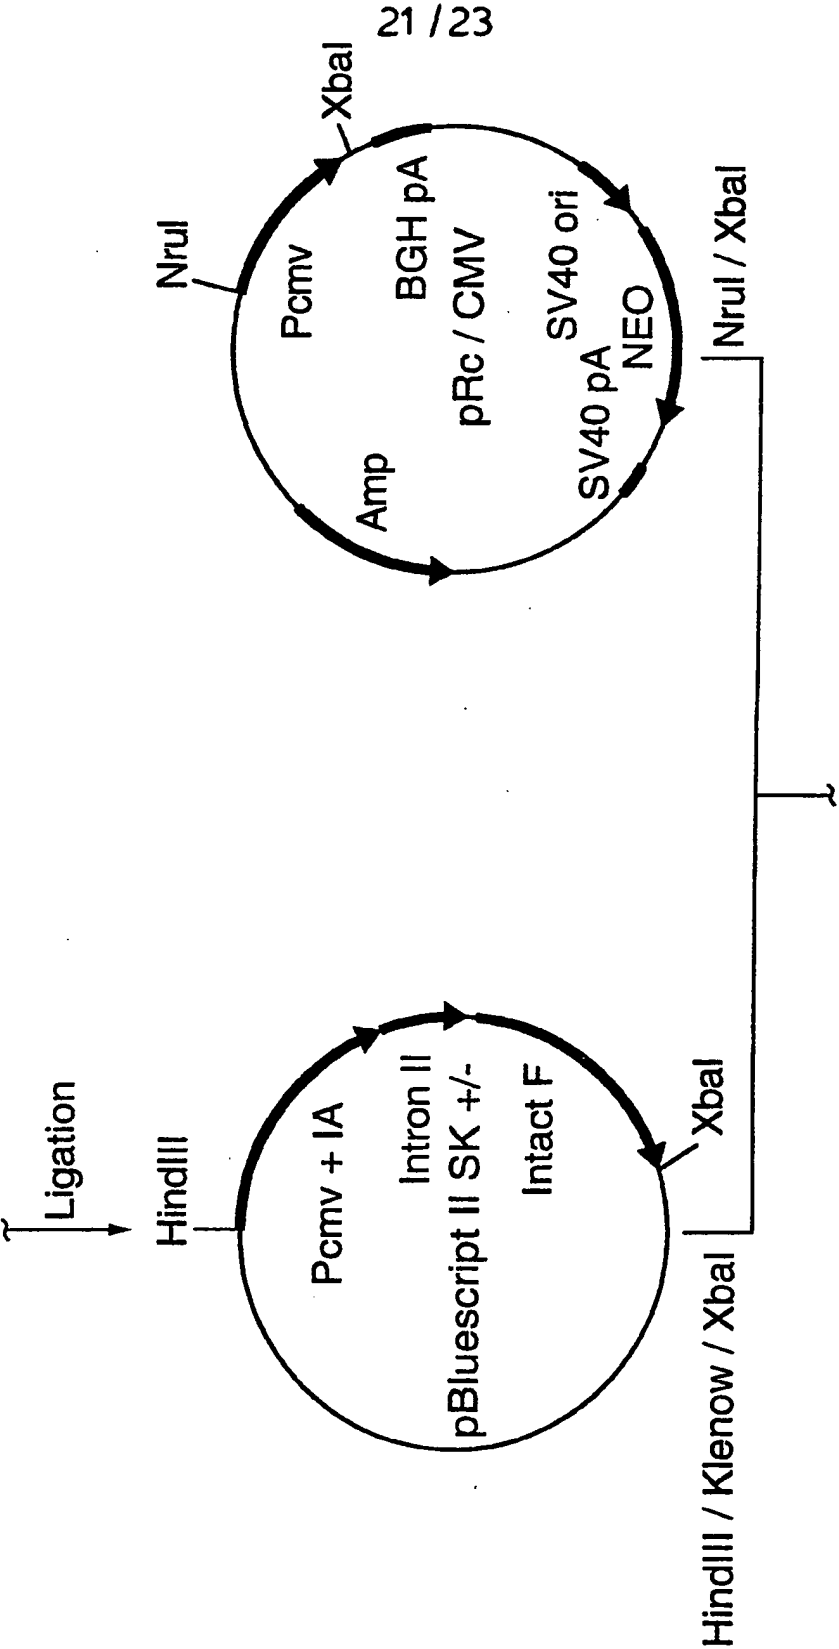 21 / 23
Ligation
HindIII
Pcmv + IA
Intron II
pBluescript II SK +/-
Intact F
XbaI
HindIII / Klenow / XbaI
NruI
XbaI
Pcmv
BGH pA
pRc / CMV
Amp
SV40 ori
SV40 pA
NEO
NruI / XbaI